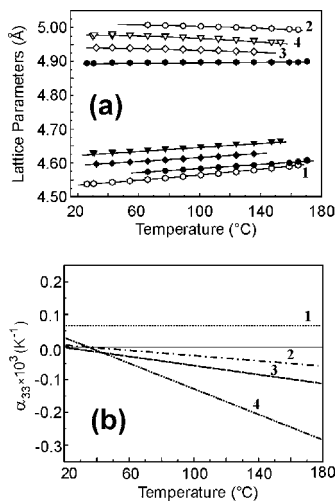 5.00
4.90
4.80
4.70
4.60
4.50
Lattice Parameters (Å)
2
4
3
1
(a)
20 60 100 140 180
Temperature (°C)
0.1
0.0
-0.1
-0.2
-0.3
α₃₃×10³ (K⁻¹)
1
2
3
4
(b)
20 60 100 140 180
Temperature (°C)